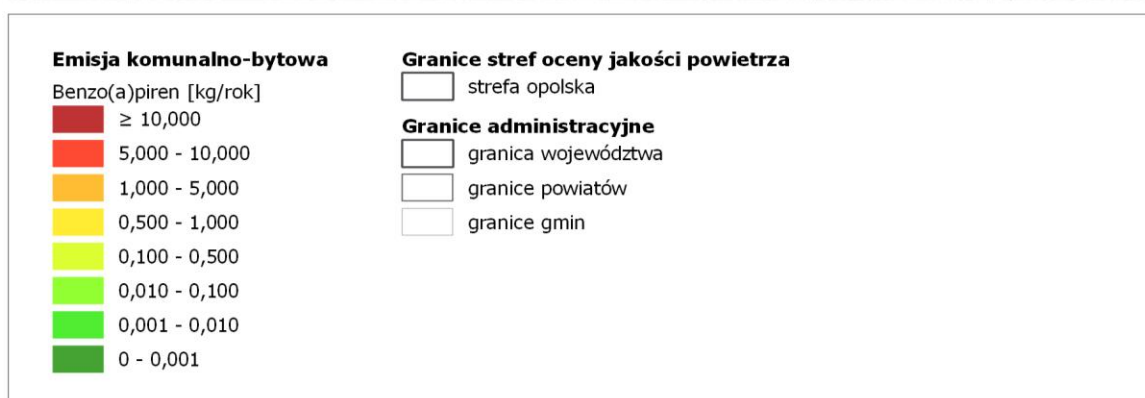 Emisja komunalno-bytowa
Benzo(a)piren [kg/rok]
≥ 10,000
5,000 - 10,000
1,000 - 5,000
0,500 - 1,000
0,100 - 0,500
0,010 - 0,100
0,001 - 0,010
0 - 0,001
Granice stref oceny jakości powietrza
strefa opolska
Granice administracyjne
granica województwa
granice powiatów
granice gmin